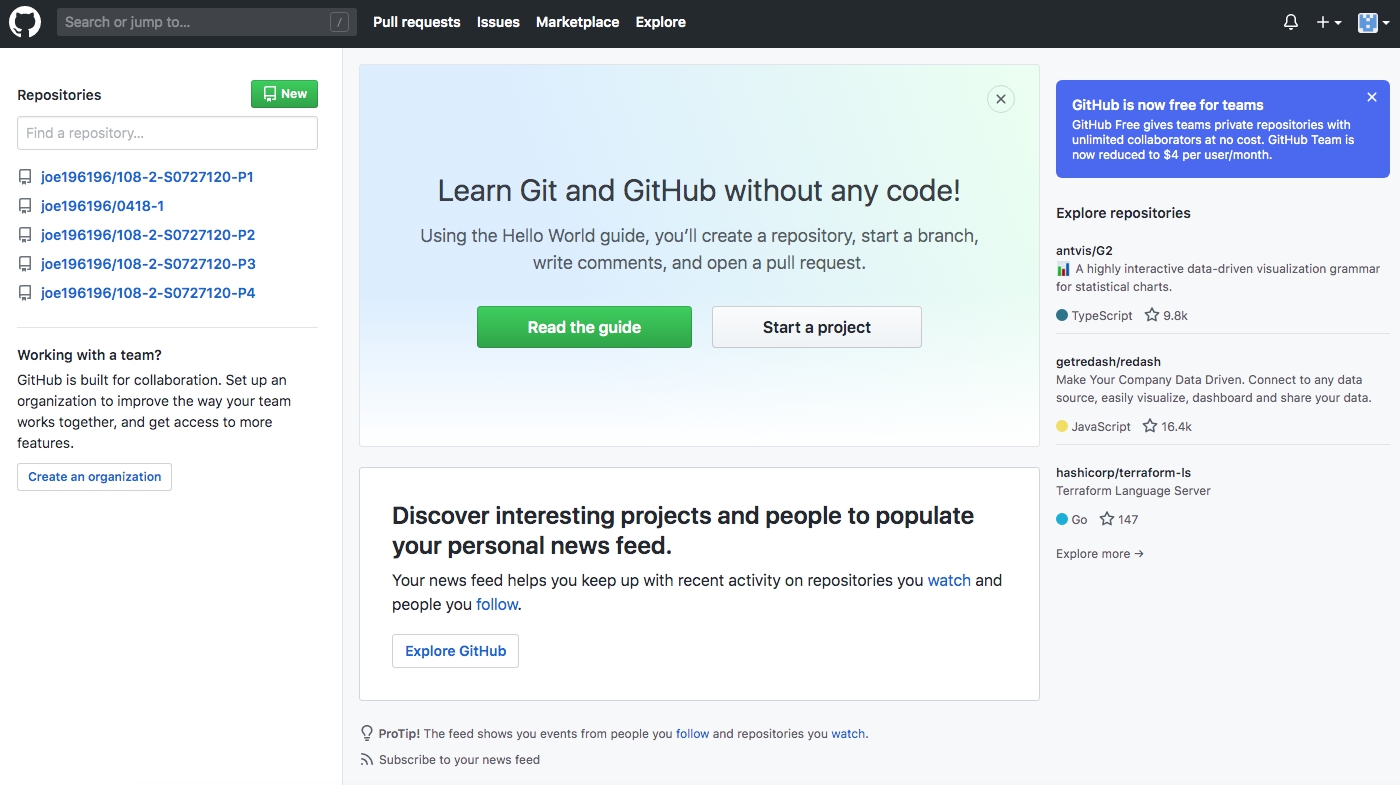 Search or jump to...
/
Pull requests
Issues
Marketplace
Explore
Repositories
New
Find a repository...
joe196196/108-2-S0727120-P1
joe196196/0418-1
joe196196/108-2-S0727120-P2
joe196196/108-2-S0727120-P3
joe196196/108-2-S0727120-P4
Working with a team?
GitHub is built for collaboration. Set up an
organization to improve the way your team
works together, and get access to more
features.
Create an organization
Learn Git and GitHub without any code!
Using the Hello World guide, you’ll create a repository, start a branch,
write comments, and open a pull request.
Read the guide
Start a project
Discover interesting projects and people to populate
your personal news feed.
Your news feed helps you keep up with recent activity on repositories you watch and
people you follow.
Explore GitHub
ProTip! The feed shows you events from people you follow and repositories you watch.
Subscribe to your news feed
GitHub is now free for teams
GitHub Free gives teams private repositories with
unlimited collaborators at no cost. GitHub Team is
now reduced to $4 per user/month.
Explore repositories
antvis/G2
📊 A highly interactive data-driven visualization grammar
for statistical charts.
TypeScript 9.8k
getredash/redash
Make Your Company Data Driven. Connect to any data
source, easily visualize, dashboard and share your data.
JavaScript 16.4k
hashicorp/terraform-ls
Terraform Language Server
Go 147
Explore more →